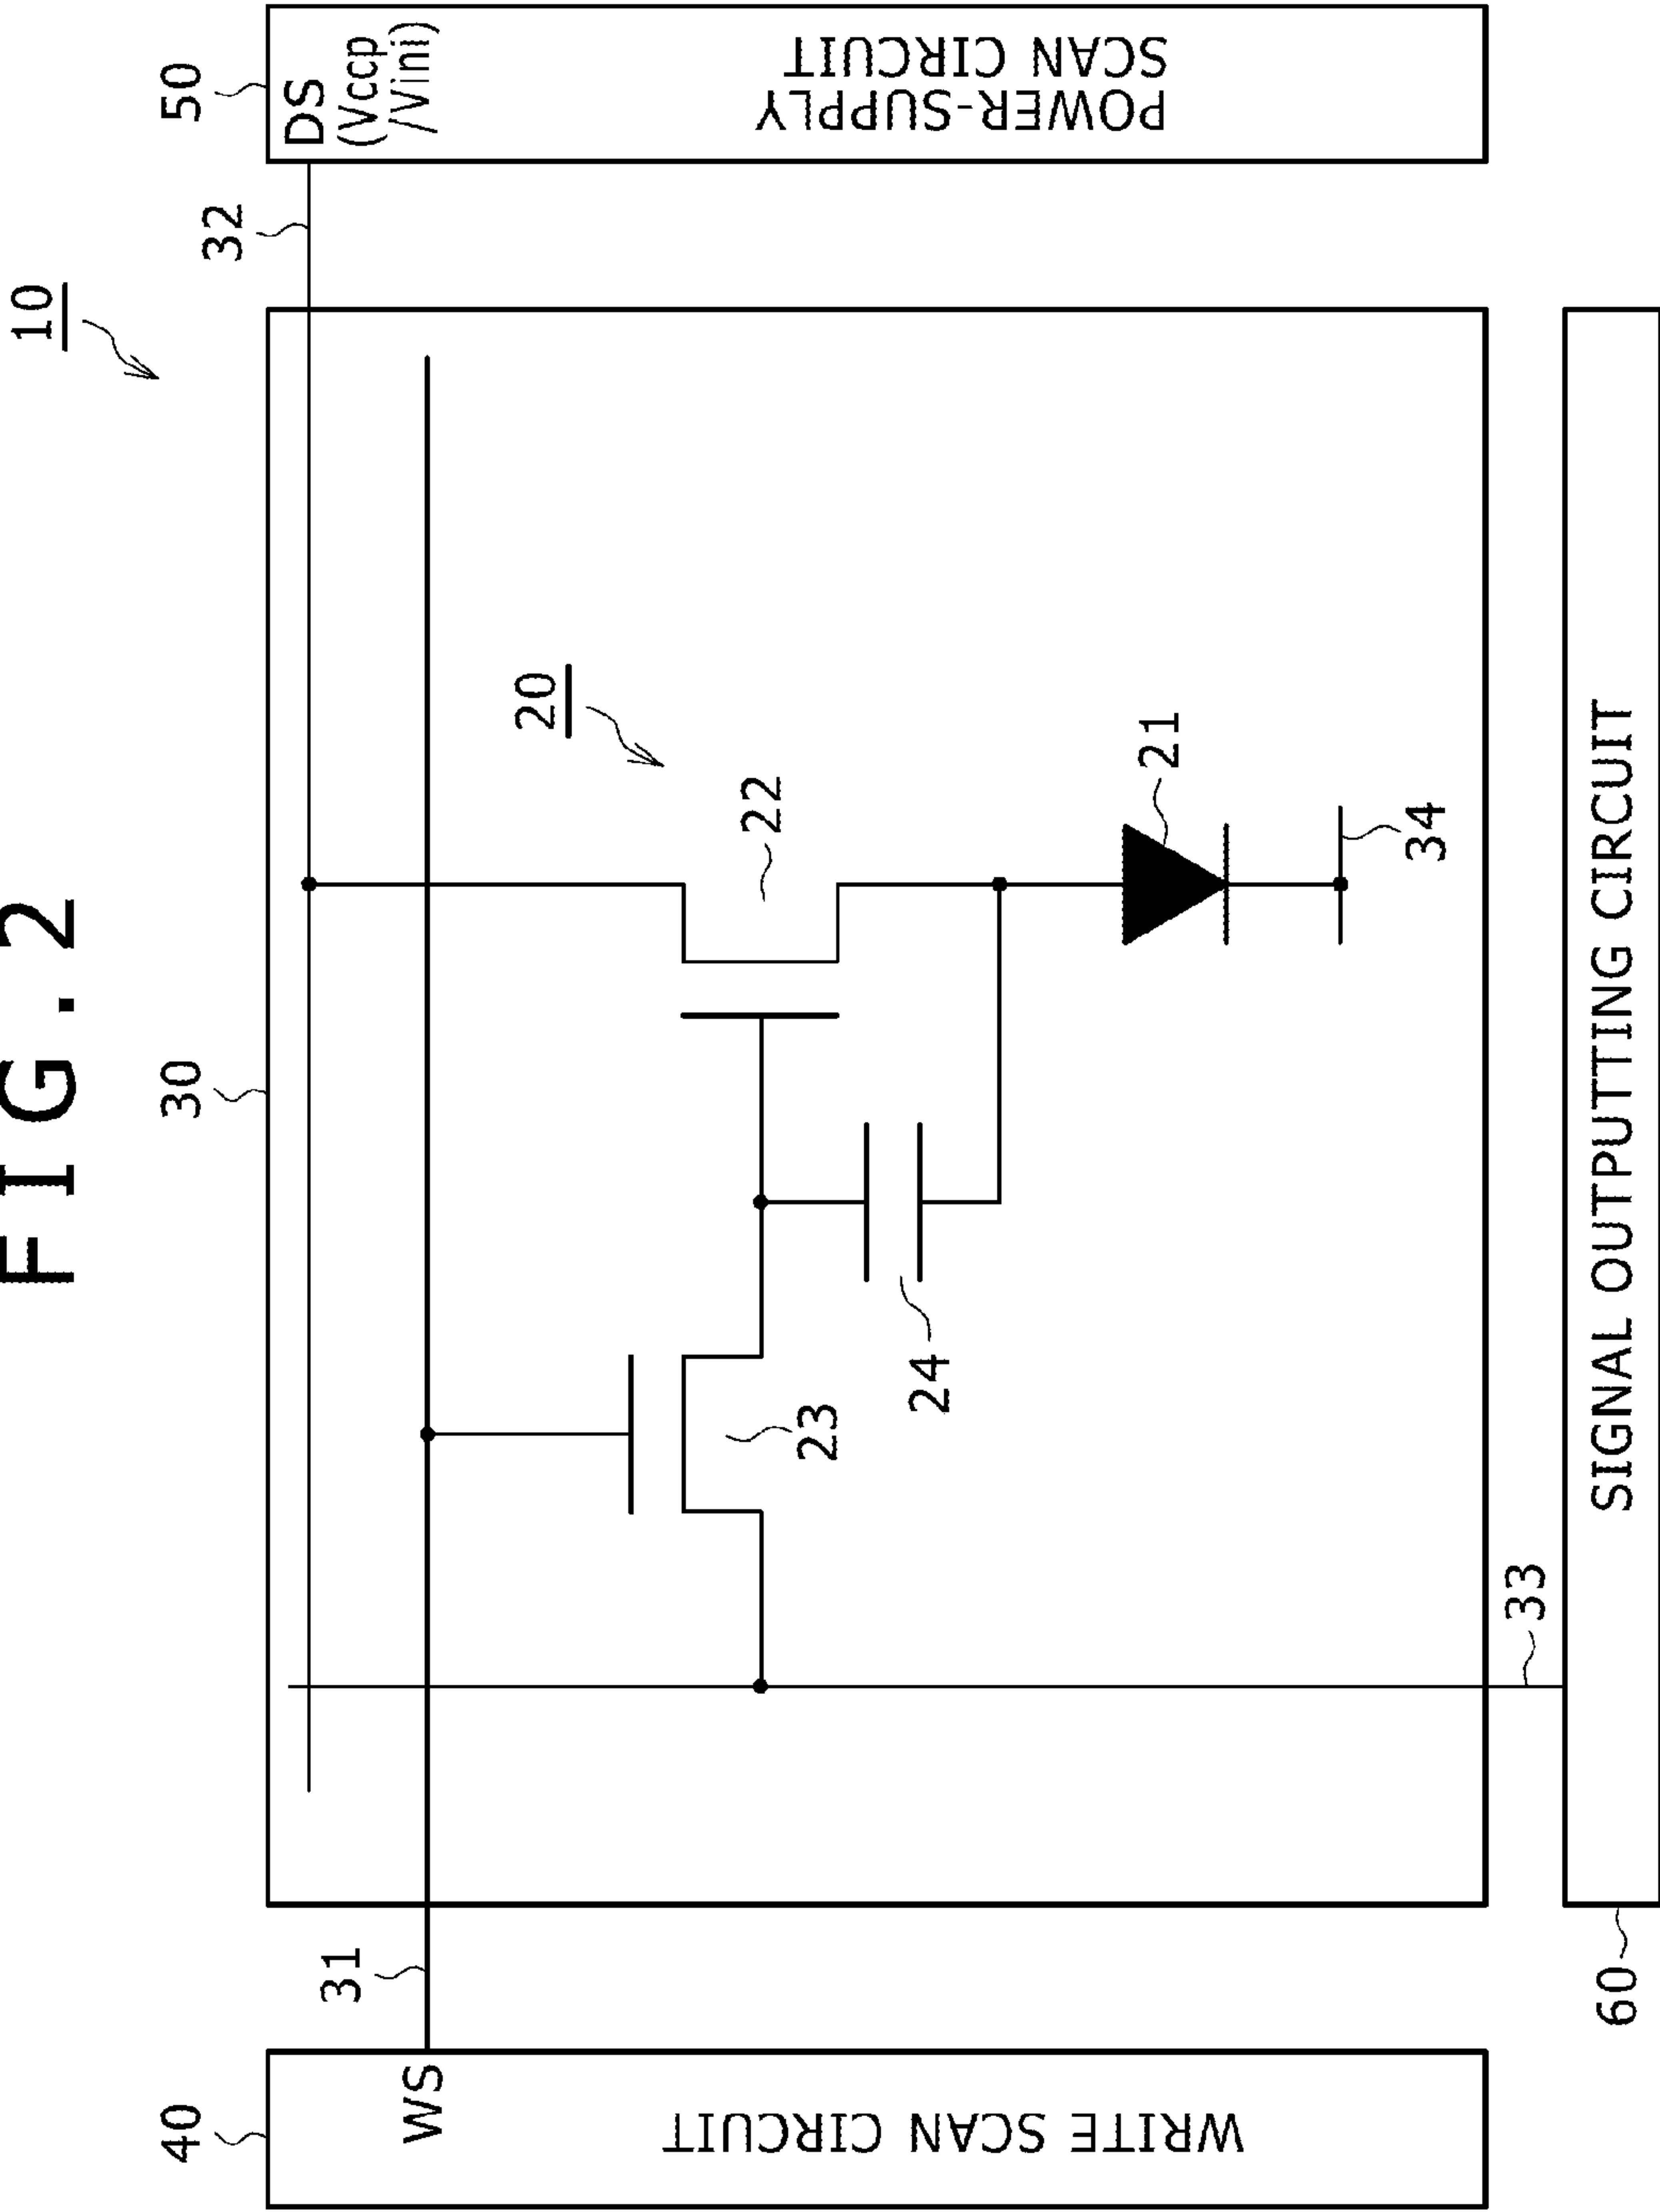 FIG.2
10
40
30
50
31
32
WS
DS
(Vccp
/Vini)
20
22
23
24
21
34
WRITE SCAN CIRCUIT
POWER-SUPPLY
SCAN CIRCUIT
33
60
SIGNAL OUTPUTTING CIRCUIT